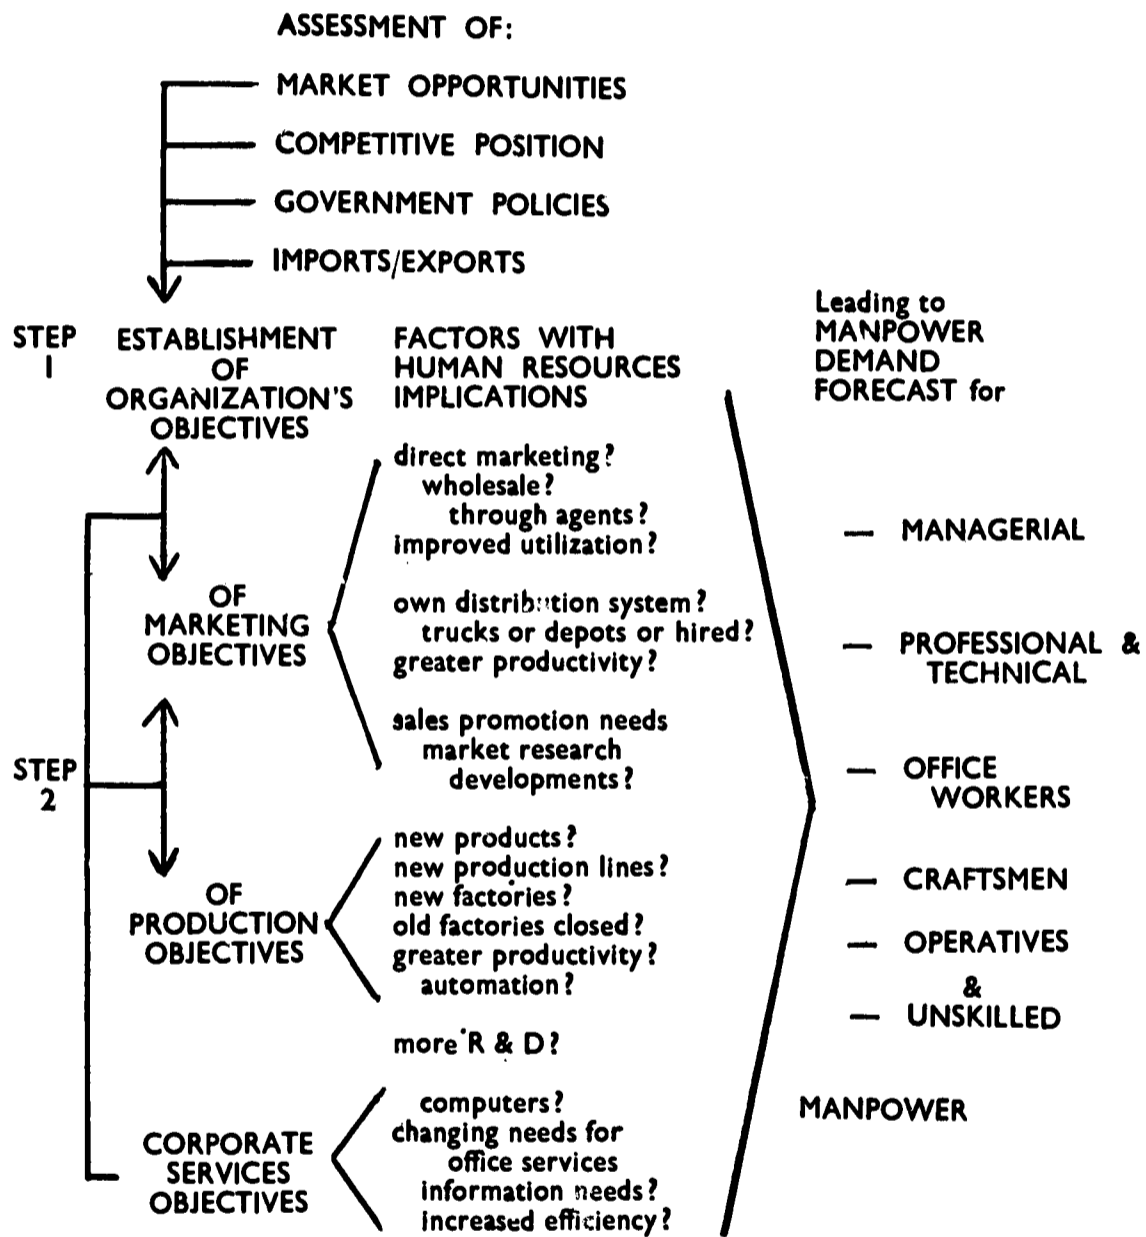 ASSESSMENT OF:
MARKET OPPORTUNITIES
COMPETITIVE POSITION
GOVERNMENT POLICIES
IMPORTS/EXPORTS
STEP
1
ESTABLISHMENT
OF
ORGANIZATION'S
OBJECTIVES
FACTORS WITH
HUMAN RESOURCES
IMPLICATIONS
Leading to
MANPOWER
DEMAND
FORECAST for
direct marketing?
wholesale?
through agents?
improved utilization?
own distribution system?
trucks or depots or hired?
greater productivity?
sales promotion needs
market research
developments?
OF
MARKETING
OBJECTIVES
STEP
2
new products?
new production lines?
new factories?
old factories closed?
greater productivity?
automation?
OF
PRODUCTION
OBJECTIVES
more R & D?
computers?
changing needs for
office services
information needs?
increased efficiency?
CORPORATE
SERVICES
OBJECTIVES
— MANAGERIAL
— PROFESSIONAL &
TECHNICAL
— OFFICE
WORKERS
— CRAFTSMEN
— OPERATIVES
&
— UNSKILLED
MANPOWER